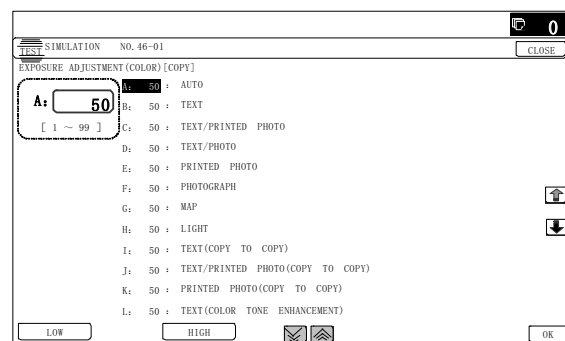 0
TEST SIMULATION NO. 46-01
CLOSE
EXPOSURE ADJUSTMENT(COLOR)[COPY]
A: 50
[ 1 ~ 99 ]
A: 50 : AUTO
B: 50 : TEXT
C: 50 : TEXT/PRINTED PHOTO
D: 50 : TEXT/PHOTO
E: 50 : PRINTED PHOTO
F: 50 : PHOTOGRAPH
G: 50 : MAP
H: 50 : LIGHT
I: 50 : TEXT(COPY TO COPY)
J: 50 : TEXT/PRINTED PHOTO(COPY TO COPY)
K: 50 : PRINTED PHOTO(COPY TO COPY)
L: 50 : TEXT(COLOR TONE ENHANCEMENT)
LOW HIGH OK